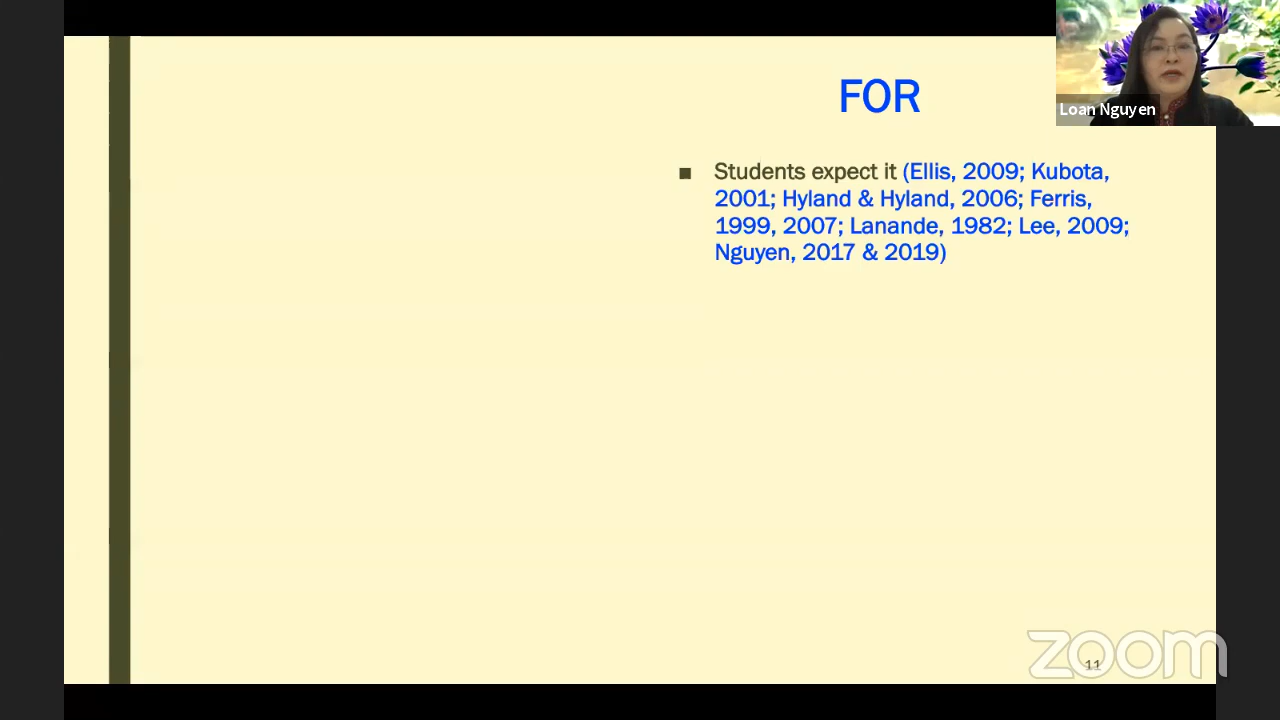 FOR
Loan Nguyen
■ Students expect it (Ellis, 2009; Kubota,
2001; Hyland & Hyland, 2006; Ferris,
1999, 2007; Lanande, 1982; Lee, 2009;
Nguyen, 2017 & 2019)
zoom
11